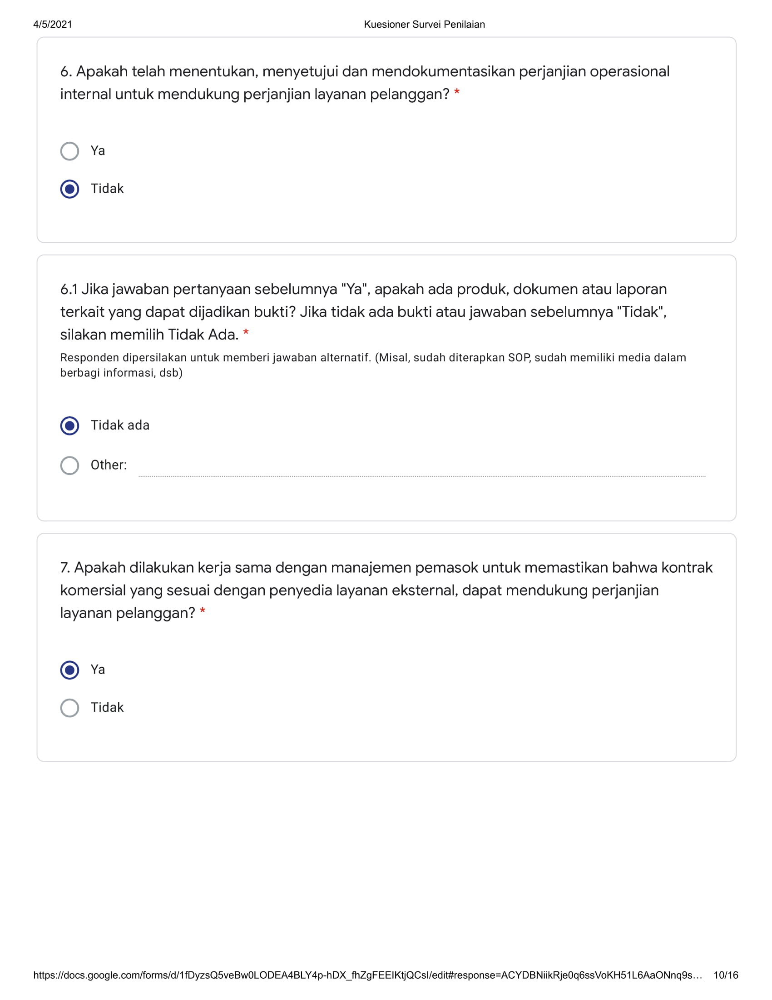 4/5/2021
Kuesioner Survei Penilaian
6. Apakah telah menentukan, menyetujui dan mendokumentasikan perjanjian operasional
internal untuk mendukung perjanjian layanan pelanggan? *
Ya
Tidak
6.1 Jika jawaban pertanyaan sebelumnya "Ya", apakah ada produk, dokumen atau laporan
terkait yang dapat dijadikan bukti? Jika tidak ada bukti atau jawaban sebelumnya "Tidak",
silakan memilih Tidak Ada. *
Responden dipersilakan untuk memberi jawaban alternatif. (Misal, sudah diterapkan SOP, sudah memiliki media dalam
berbagi informasi, dsb)
Tidak ada
Other:
7. Apakah dilakukan kerja sama dengan manajemen pemasok untuk memastikan bahwa kontrak
komersial yang sesuai dengan penyedia layanan eksternal, dapat mendukung perjanjian
layanan pelanggan? *
Ya
Tidak
https://docs.google.com/forms/d/1fDyzsQ5veBw0LODEA4BLY4p-hDX_fhZgFEEIKtjQCsI/edit#response=ACYDBNiikRje0q6ssVoKH51L6AaONnq9s… 10/16